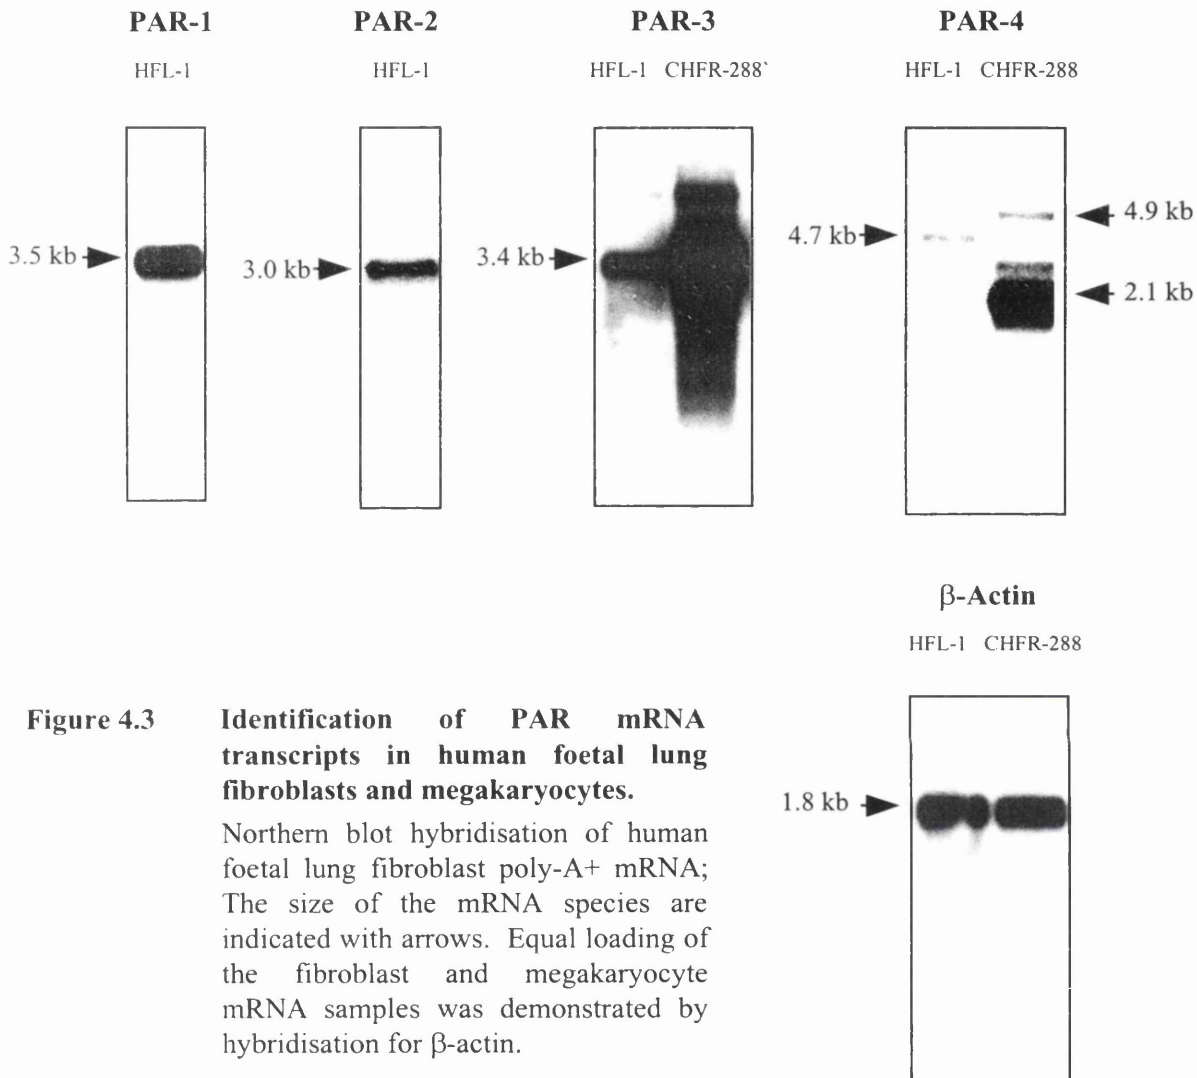 PAR-1 PAR-2 PAR-3 PAR-4
HFL-1 HFL-1 HFL-1 CHFR-288` HFL-1 CHFR-288
4.9 kb
4.7 kb
3.5 kb
3.0 kb
3.4 kb
2.1 kb
β-Actin
HFL-1 CHFR-288
1.8 kb
Figure 4.3 Identification of PAR mRNA
transcripts in human foetal lung
fibroblasts and megakaryocytes.
Northern blot hybridisation of human
foetal lung fibroblast poly-A+ mRNA;
The size of the mRNA species are
indicated with arrows. Equal loading of
the fibroblast and megakaryocyte
mRNA samples was demonstrated by
hybridisation for β-actin.